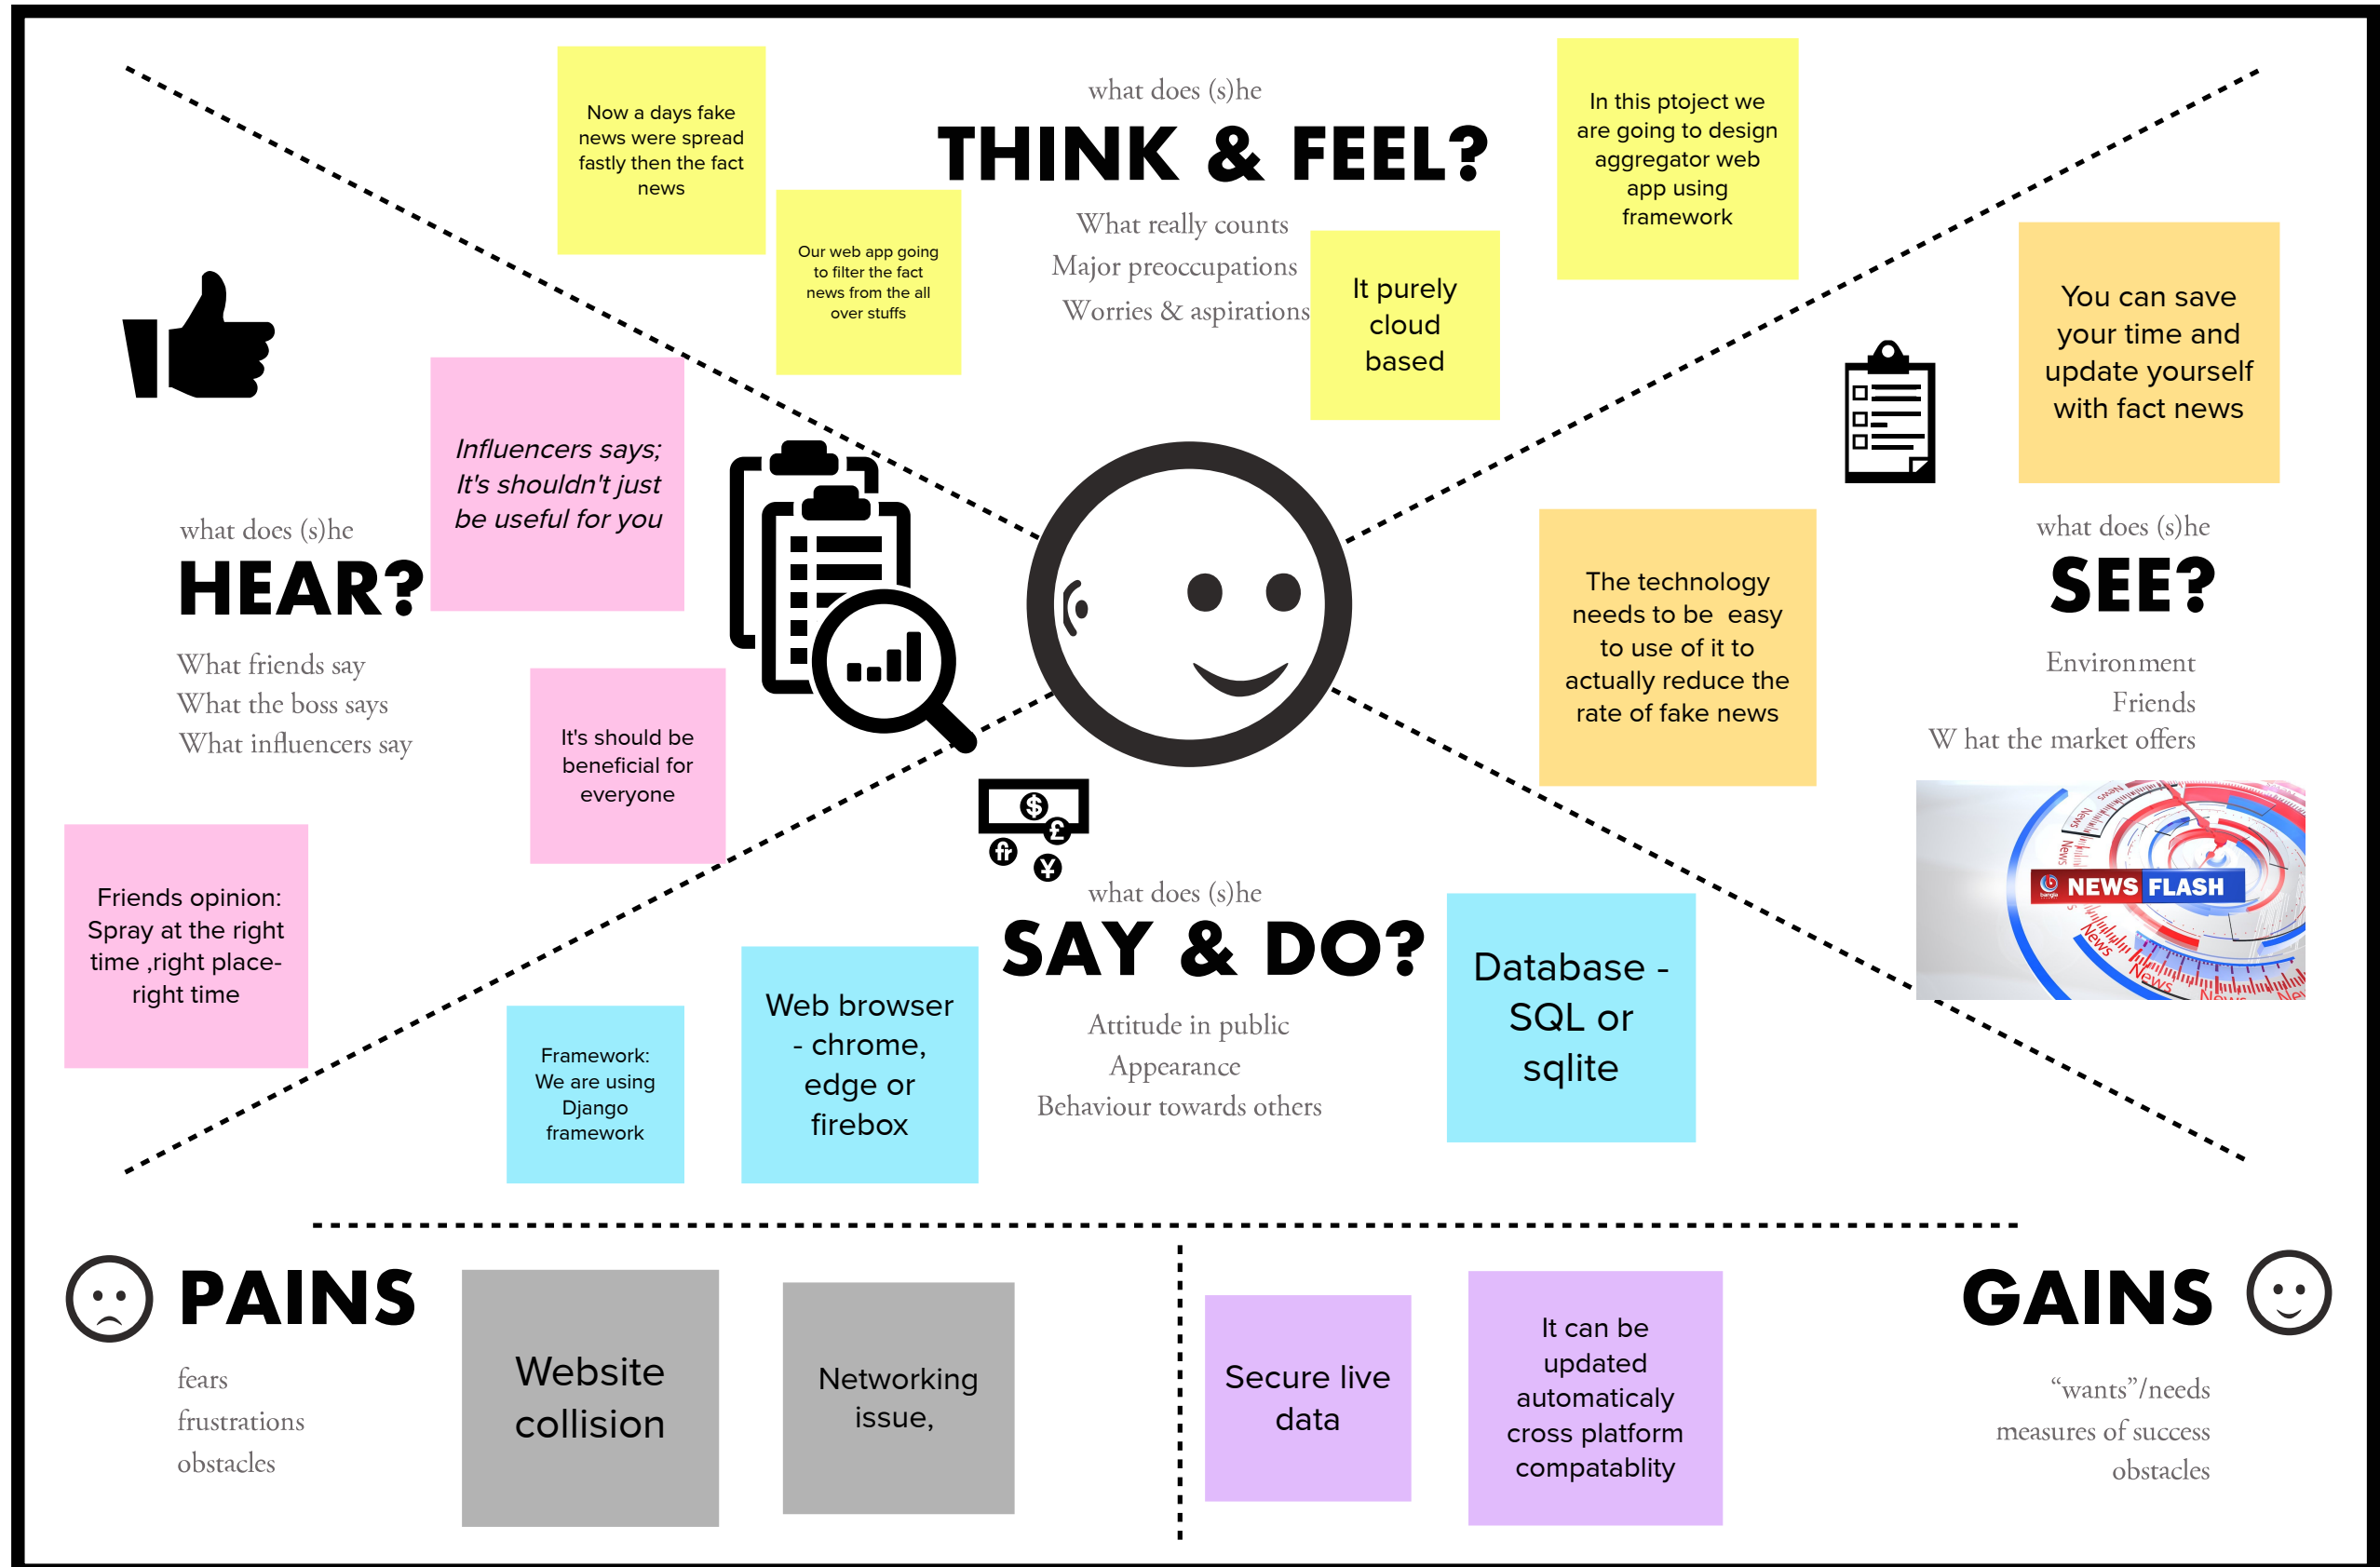 Now a days fake
news were spread
fastly then the fact
news
Our web app going
to filter the fact
news from the all
over stuffs
what does (s)he
THINK & FEEL?
What really counts
Major preoccupations
Worries & aspirations
It purely
cloud
based
In this ptoject we
are going to design
aggregator web
app using
framework
what does (s)he
HEAR?
What friends say
What the boss says
What influencers say
Influencers says;
It's shouldn't just
be useful for you
It's should be
beneficial for
everyone
Friends opinion:
Spray at the right
time ,right place-
right time
You can save
your time and
update yourself
with fact news
The technology
needs to be  easy
to use of it to
actually reduce the
rate of fake news
what does (s)he
SEE?
Environment
Friends
W hat the market offers
News
News
News
NEWS FLASH
bangla
News
News
News
$
£
fr
¥
what does (s)he
SAY & DO?
Attitude in public
Appearance
Behaviour towards others
Framework:
We are using
Django
framework
Web browser
- chrome,
edge or
firebox
Database -
SQL or
sqlite
PAINS
fears
frustrations
obstacles
Website
collision
Networking
issue,
Secure live
data
It can be
updated
automaticaly
cross platform
compatablity
GAINS
“wants”/needs
measures of success
obstacles